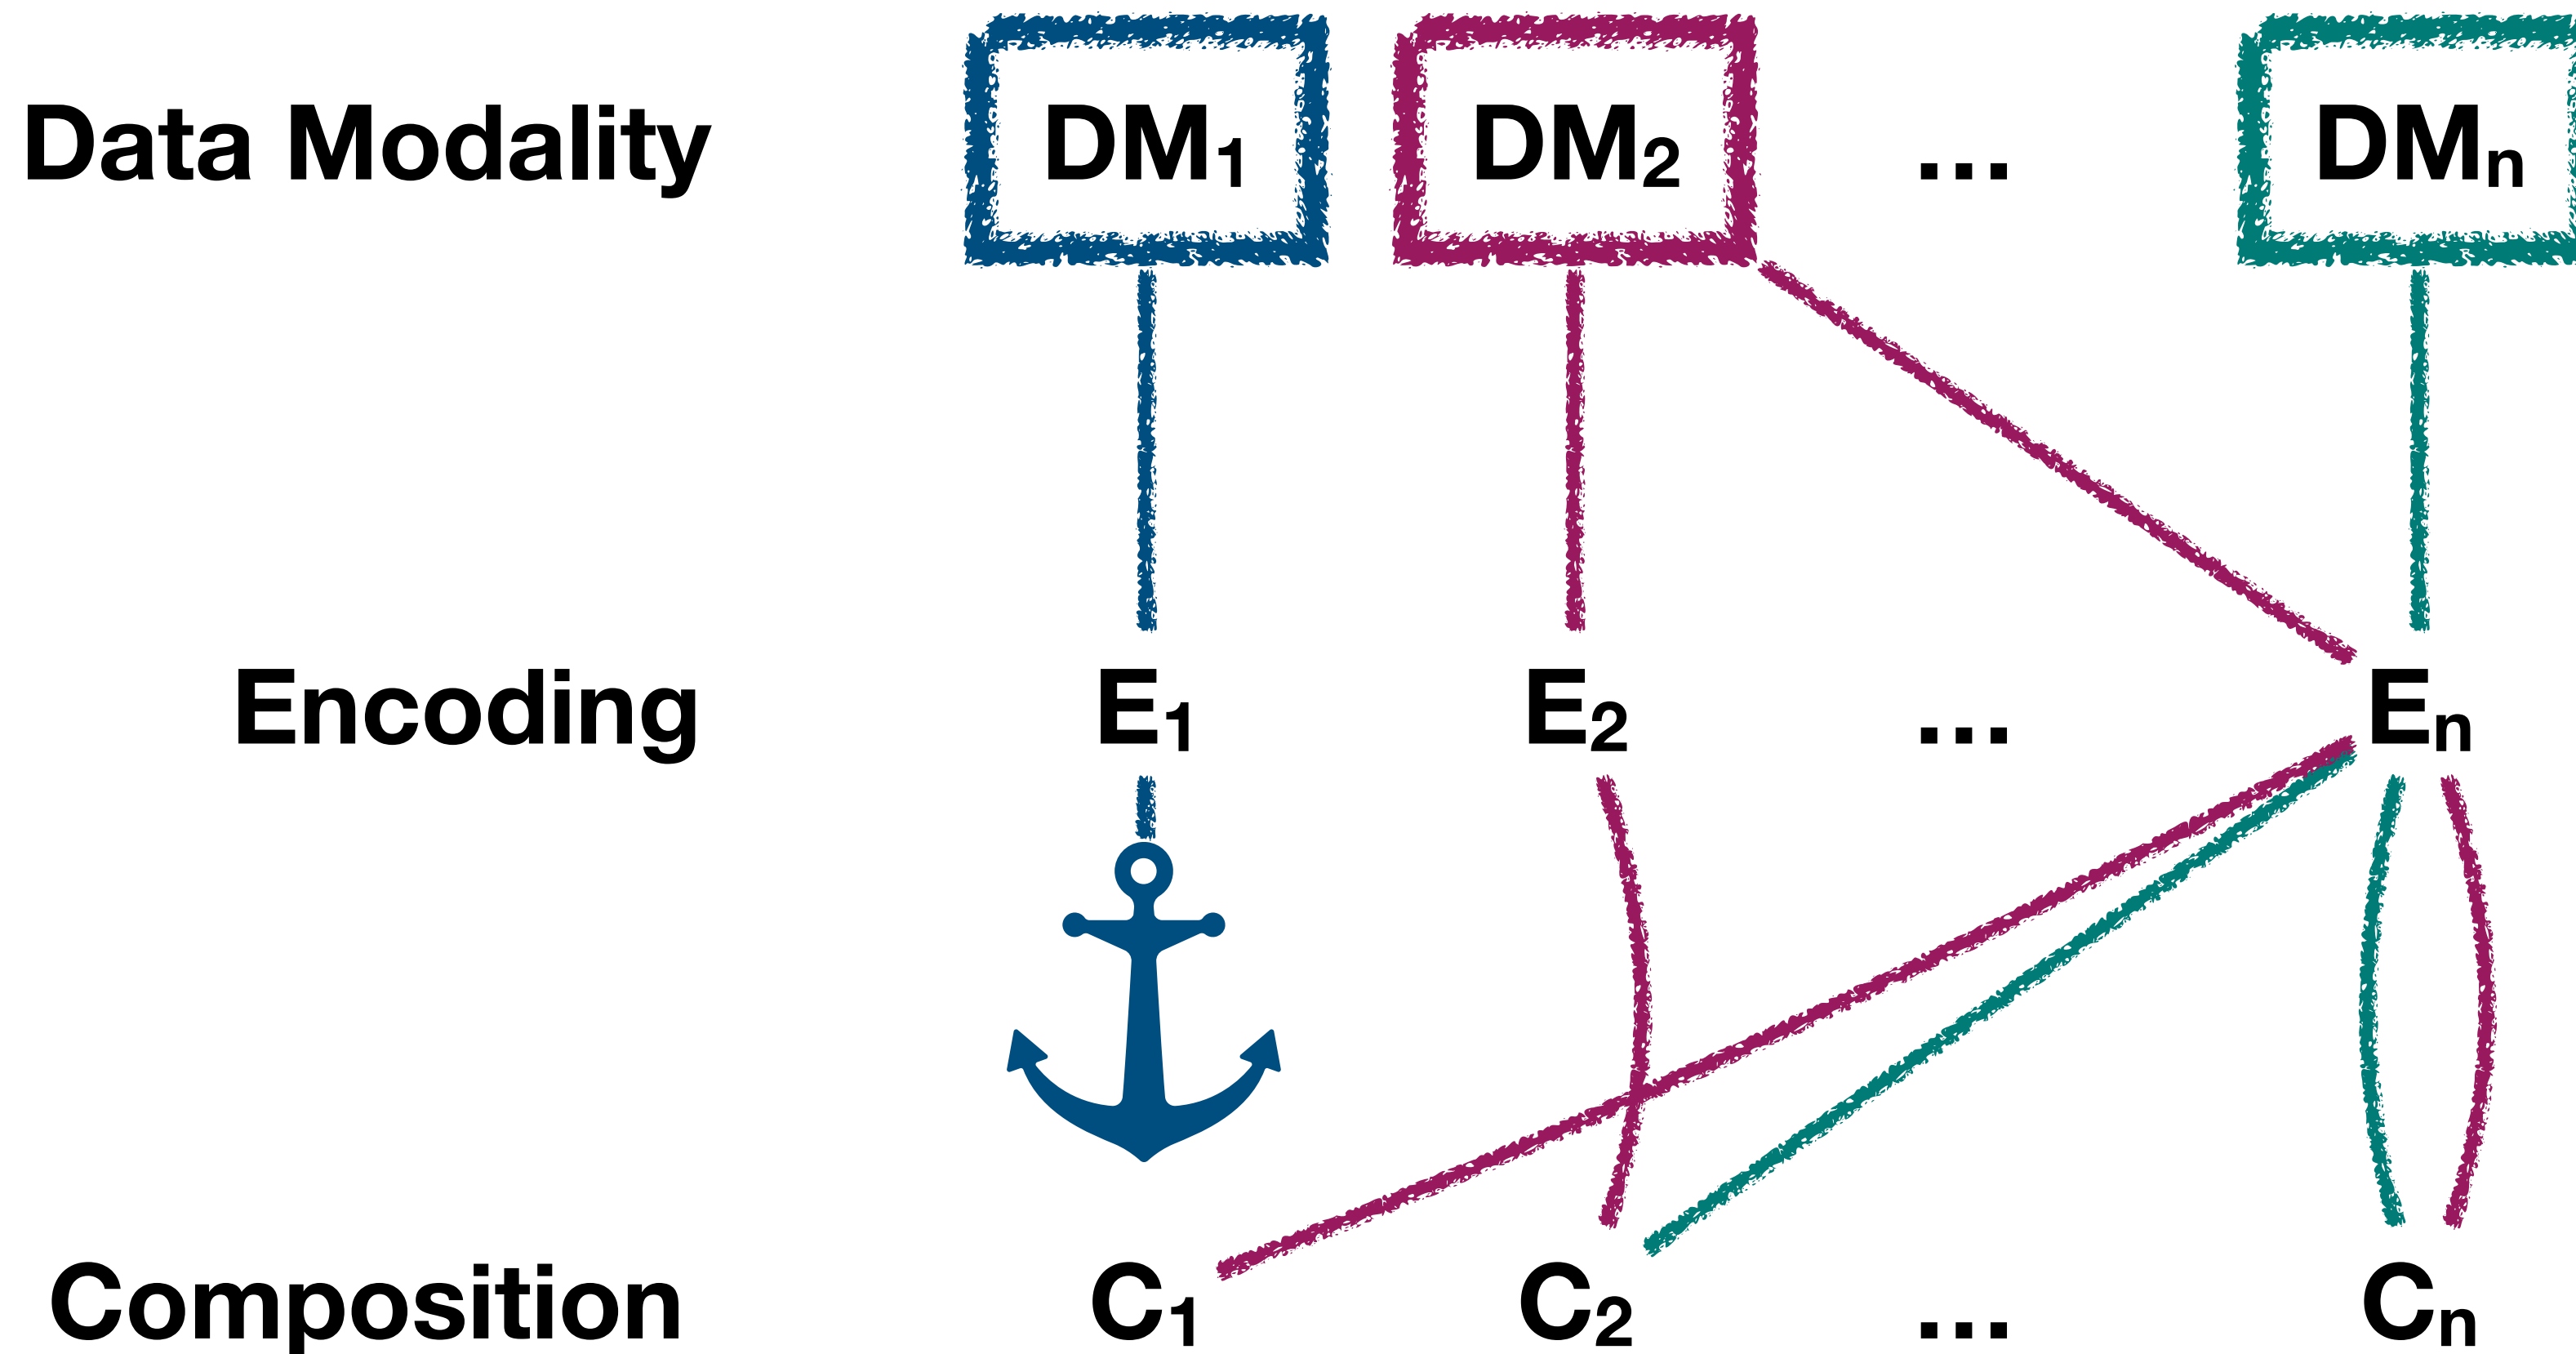 Data Modality DM₁ DM₂ ... DMₙ
Encoding E₁ E₂ ... Eₙ
Composition C₁ C₂ ... Cₙ